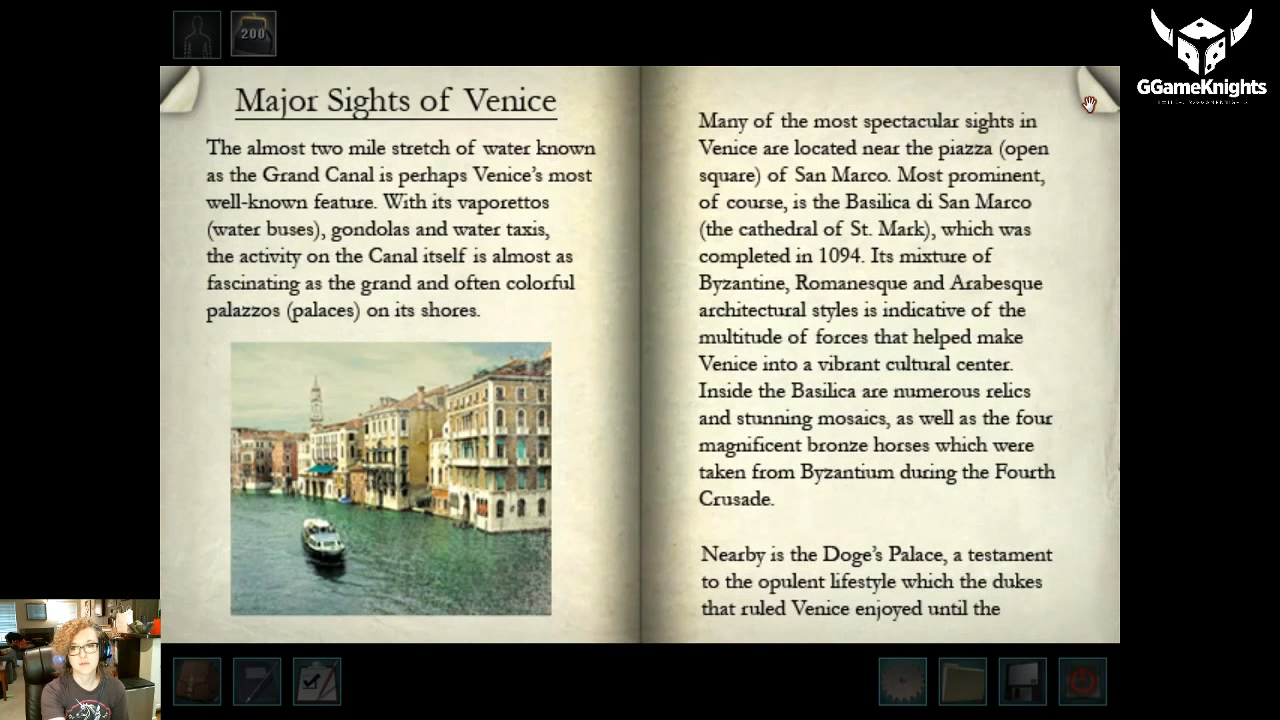 200
GGameKnights
Major Sights of Venice
The almost two mile stretch of water known
as the Grand Canal is perhaps Venice's most
well-known feature. With its vaporettos
(water buses), gondolas and water taxis,
the activity on the Canal itself is almost as
fascinating as the grand and often colorful
palazzos (palaces) on its shores.
Many of the most spectacular sights in
Venice are located near the piazza (open
square) of San Marco. Most prominent,
of course, is the Basilica di San Marco
(the cathedral of St. Mark), which was
completed in 1094. Its mixture of
Byzantine, Romanesque and Arabesque
architectural styles is indicative of the
multitude of forces that helped make
Venice into a vibrant cultural center.
Inside the Basilica are numerous relics
and stunning mosaics, as well as the four
magnificent bronze horses which were
taken from Byzantium during the Fourth
Crusade.
Nearby is the Doge's Palace, a testament
to the opulent lifestyle which the dukes
that ruled Venice enjoyed until the